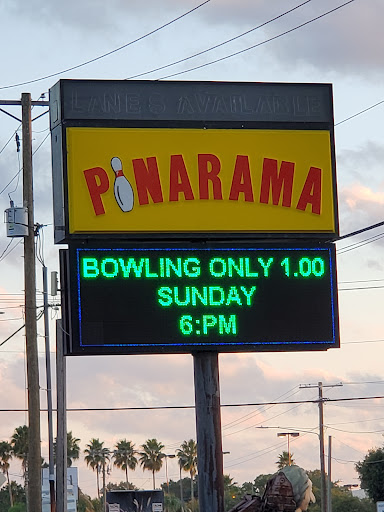 LANES AVAILABLE
PINARAMA
BOWLING ONLY 1.00
SUNDAY
6:PM